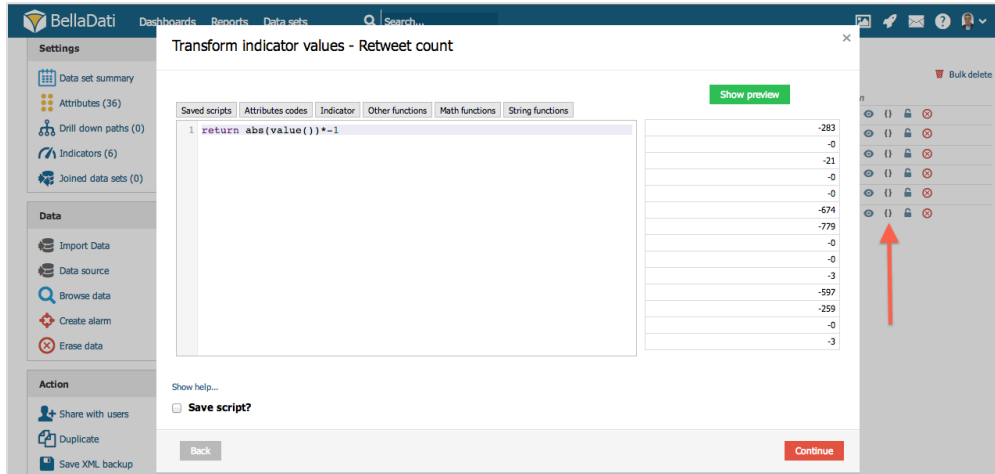 BellaDati Dashboards Reports Data sets Search...
Settings
Data set summary
Attributes (36)
Drill down paths (0)
Indicators (6)
Joined data sets (0)
Data
Import Data
Data source
Browse data
Create alarm
Erase data
Action
Share with users
Duplicate
Save XML backup
Transform indicator values - Retweet count
×
Show preview
Saved scripts Attributes codes Indicator Other functions Math functions String functions
1 return abs(value())*-1
-283
-0
-21
-0
-0
-674
-779
-0
-0
-3
-597
-259
-0
-3
Show help...
Save script?
Back Continue
Bulk delete
n
{}
{}
{}
{}
{}
{}